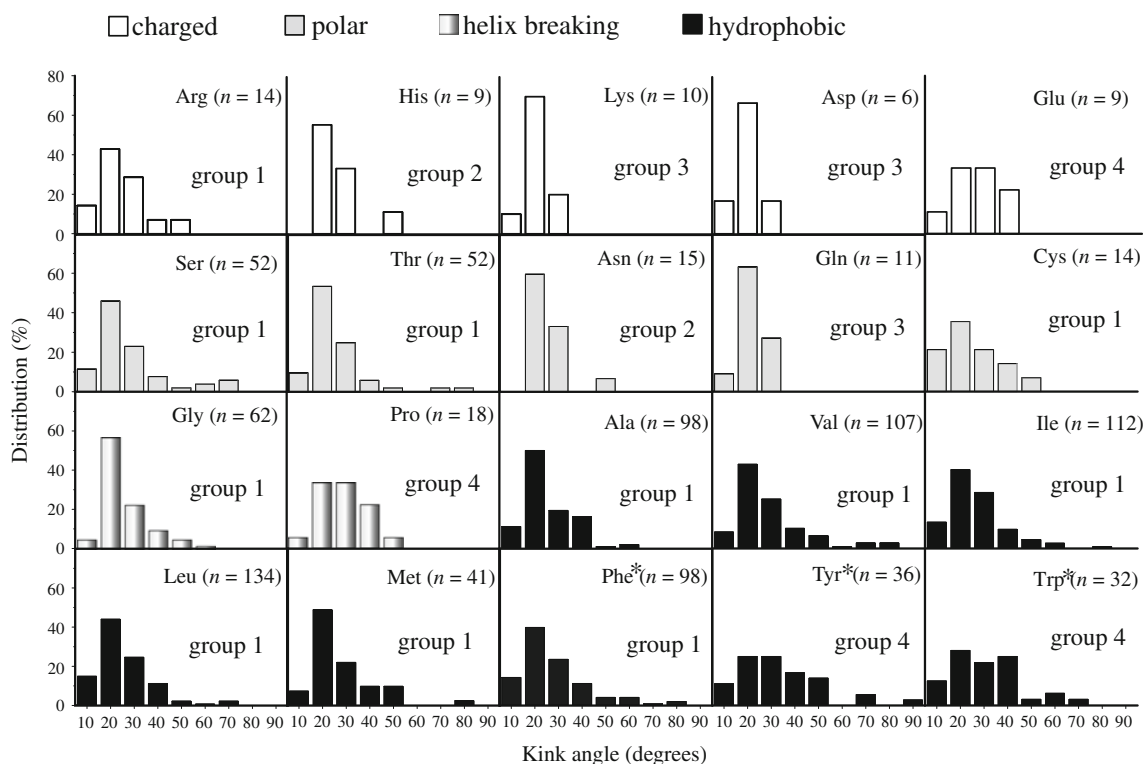 charged polar helix breaking hydrophobic
Arg (n = 14) His (n = 9) Lys (n = 10) Asp (n = 6) Glu (n = 9)
group 1 group 2 group 3 group 3 group 4
80
60
40
20
0
Ser (n = 52) Thr (n = 52) Asn (n = 15) Gln (n = 11) Cys (n = 14)
group 1 group 1 group 2 group 3 group 1
60
40
20
0
Gly (n = 62) Pro (n = 18) Ala (n = 98) Val (n = 107) Ile (n = 112)
group 1 group 4 group 1 group 1 group 1
60
40
20
0
Leu (n = 134) Met (n = 41) Phe* (n = 98) Tyr* (n = 36) Trp* (n = 32)
group 1 group 1 group 1 group 4 group 4
60
40
20
0
Distribution (%)
10 20 30 40 50 60 70 80 90 10 20 30 40 50 60 70 80 90 10 20 30 40 50 60 70 80 90 10 20 30 40 50 60 70 80 90 10 20 30 40 50 60 70 80 90
Kink angle (degrees)